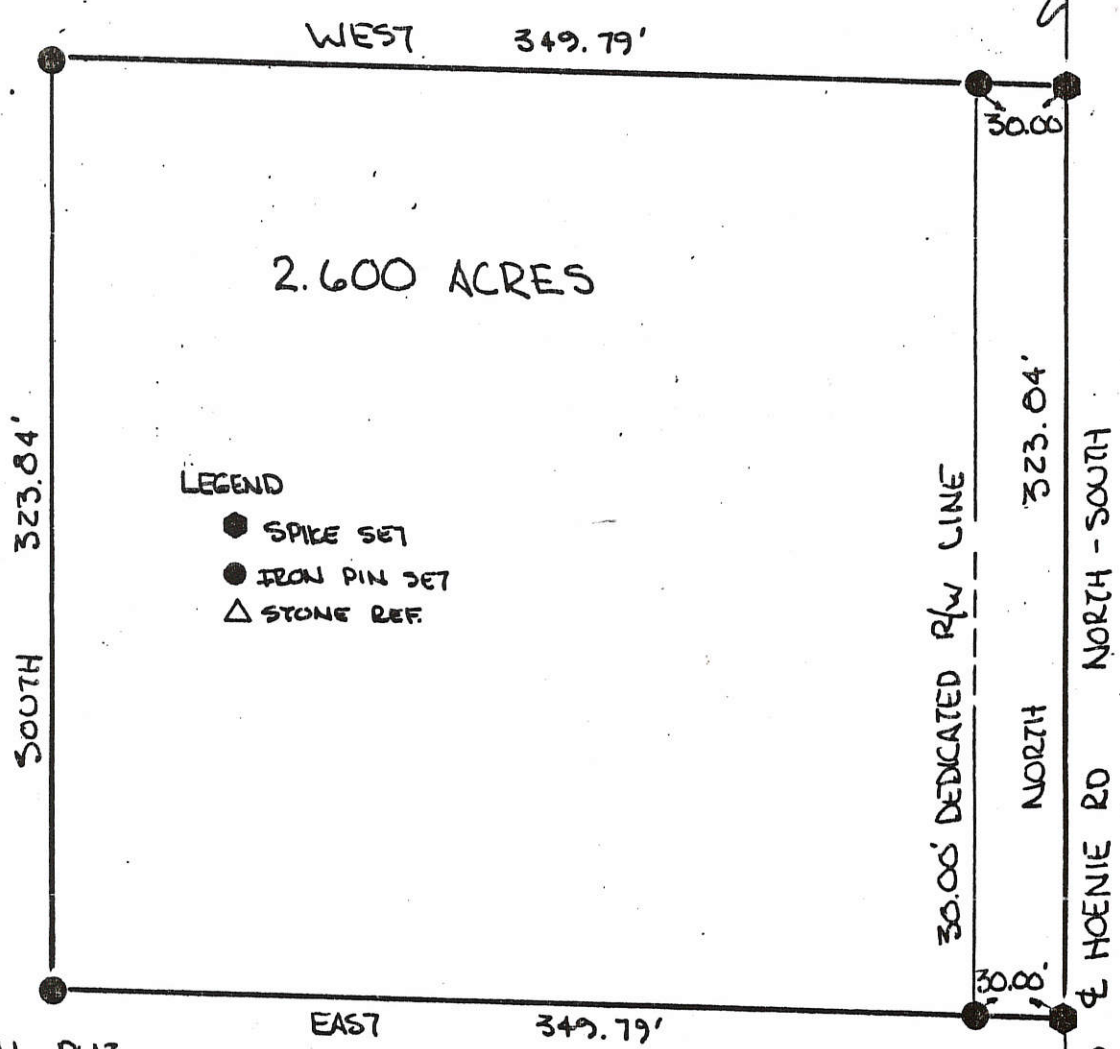 WEST 349.79'
30.00
2.600 ACRES
SOUTH 323.84'
LEGEND
SPIKE SET
IRON PIN SET
STONE REF.
30.00' DEDICATED R/W LINE
NORTH 323.84'
℄ HOENIE RD NORTH - SOUTH
30.00'
EAST 349.79'